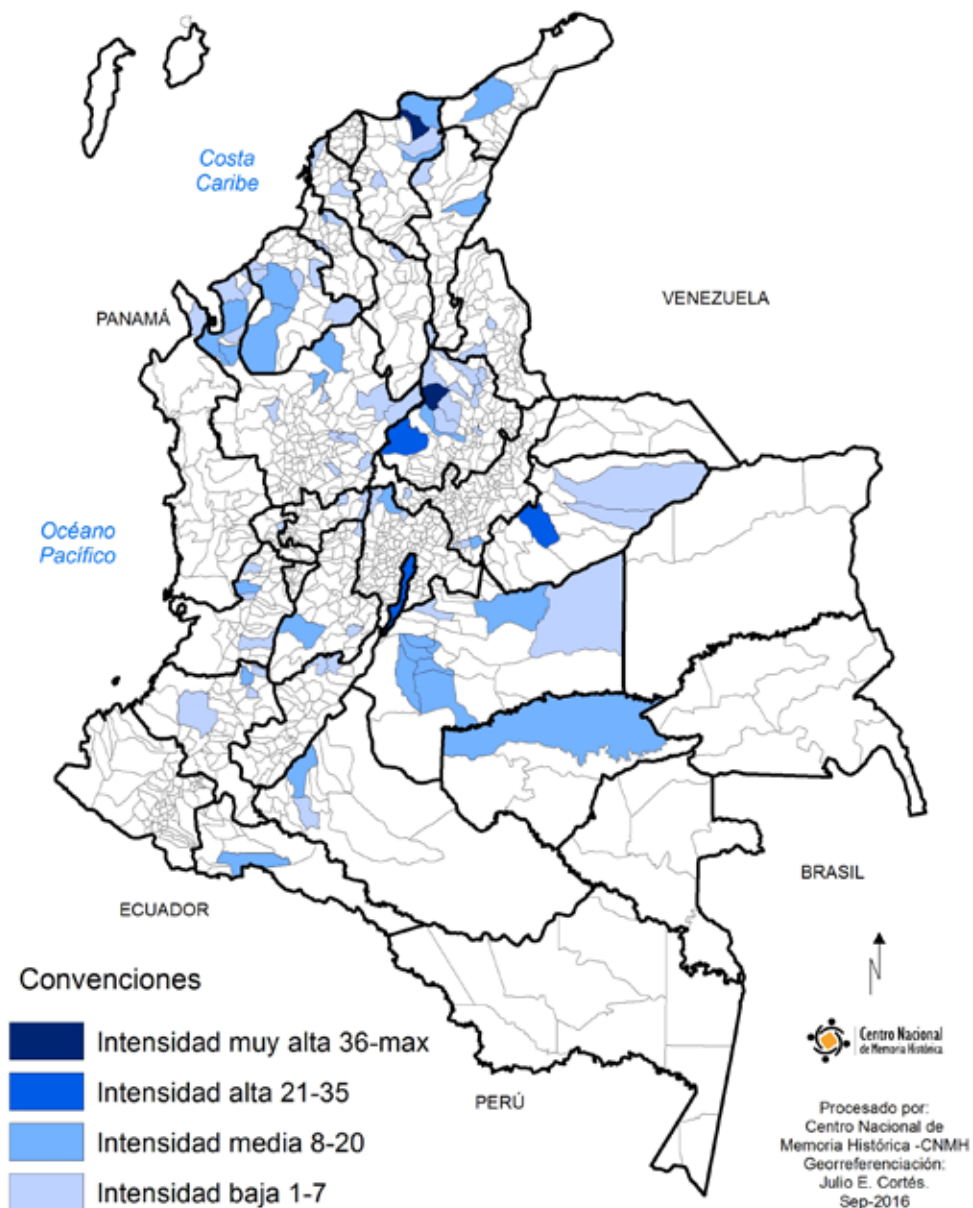 Costa
Caribe
PANAMÁ
VENEZUELA
Océano
Pacífico
BRASIL
ECUADOR
PERÚ
Convenciones
Intensidad muy alta 36-max
Intensidad alta 21-35
Intensidad media 8-20
Intensidad baja 1-7
N
Centro Nacional
de Memoria Histórica
Procesado por:
Centro Nacional de
Memoria Histórica -CNMH
Georreferenciación:
Julio E. Cortés.
Sep-2016